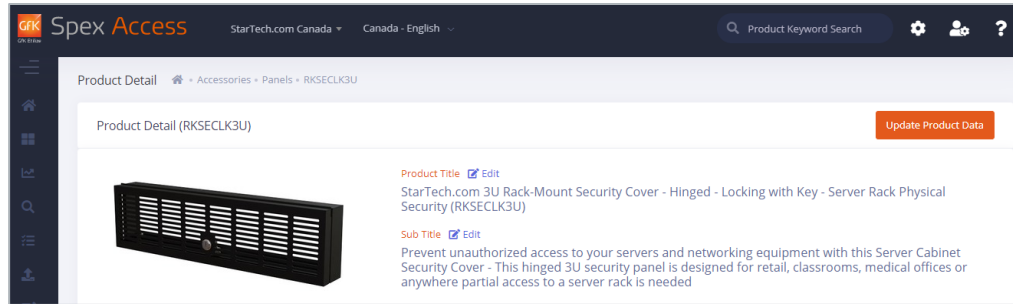 GfK Spex Access StarTech.com Canada Canada - English Product Keyword Search ?
Product Detail Accessories • Panels • RKSECLK3U
Product Detail (RKSECLK3U) Update Product Data
Product Title Edit
StarTech.com 3U Rack-Mount Security Cover - Hinged - Locking with Key - Server Rack Physical
Security (RKSECLK3U)
Sub Title Edit
Prevent unauthorized access to your servers and networking equipment with this Server Cabinet
Security Cover - This hinged 3U security panel is designed for retail, classrooms, medical offices or
anywhere partial access to a server rack is needed